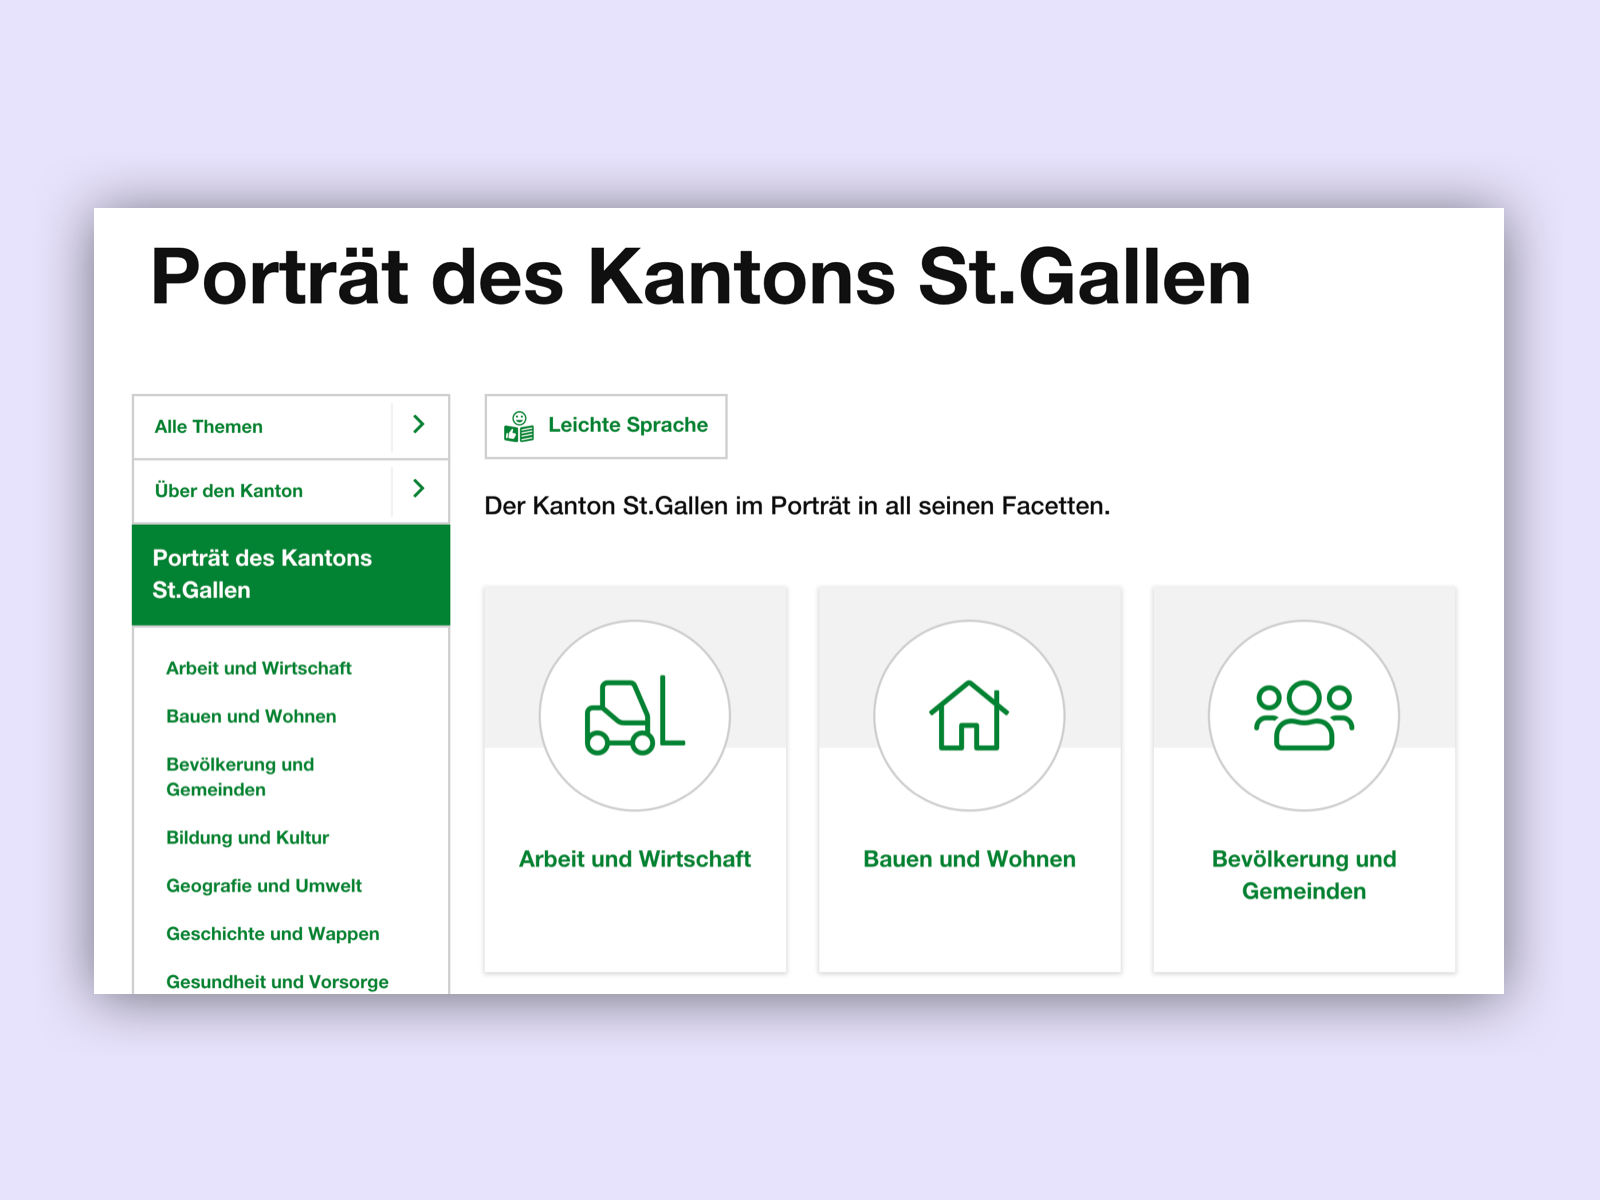 Porträt des Kantons St.Gallen
Alle Themen
Über den Kanton
Porträt des Kantons
St.Gallen
Arbeit und Wirtschaft
Bauen und Wohnen
Bevölkerung und
Gemeinden
Bildung und Kultur
Geografie und Umwelt
Geschichte und Wappen
Gesundheit und Vorsorge
Leichte Sprache
Der Kanton St.Gallen im Porträt in all seinen Facetten.
Arbeit und Wirtschaft
Bauen und Wohnen
Bevölkerung und
Gemeinden